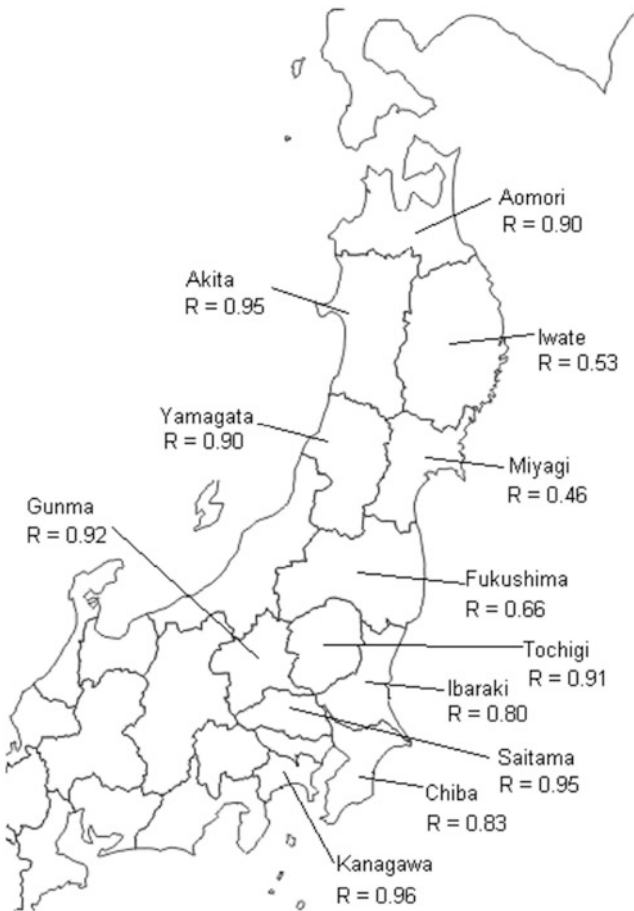 Aomori
R = 0.90
Akita
R = 0.95
Iwate
R = 0.53
Yamagata
R = 0.90
Miyagi
R = 0.46
Gunma
R = 0.92
Fukushima
R = 0.66
Tochigi
R = 0.91
Ibaraki
R = 0.80
Saitama
R = 0.95
Chiba
R = 0.83
Kanagawa
R = 0.96